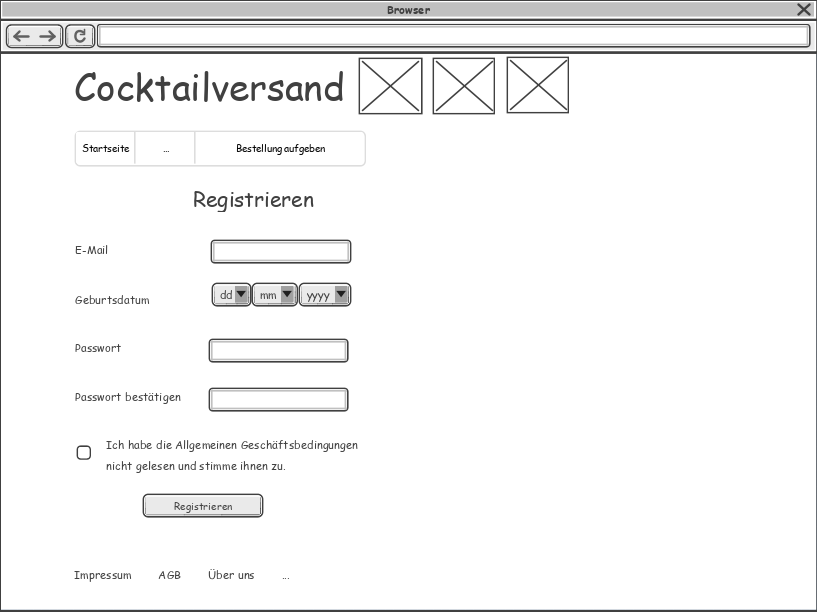 Browser
Cocktailversand
Startseite ... Bestellung aufgeben
Registrieren
E-Mail
Geburtsdatum dd mm yyyy
Passwort
Passwort bestätigen
Ich habe die Allgemeinen Geschäftsbedingungen
nicht gelesen und stimme ihnen zu.
Registrieren
Impressum AGB Über uns ...